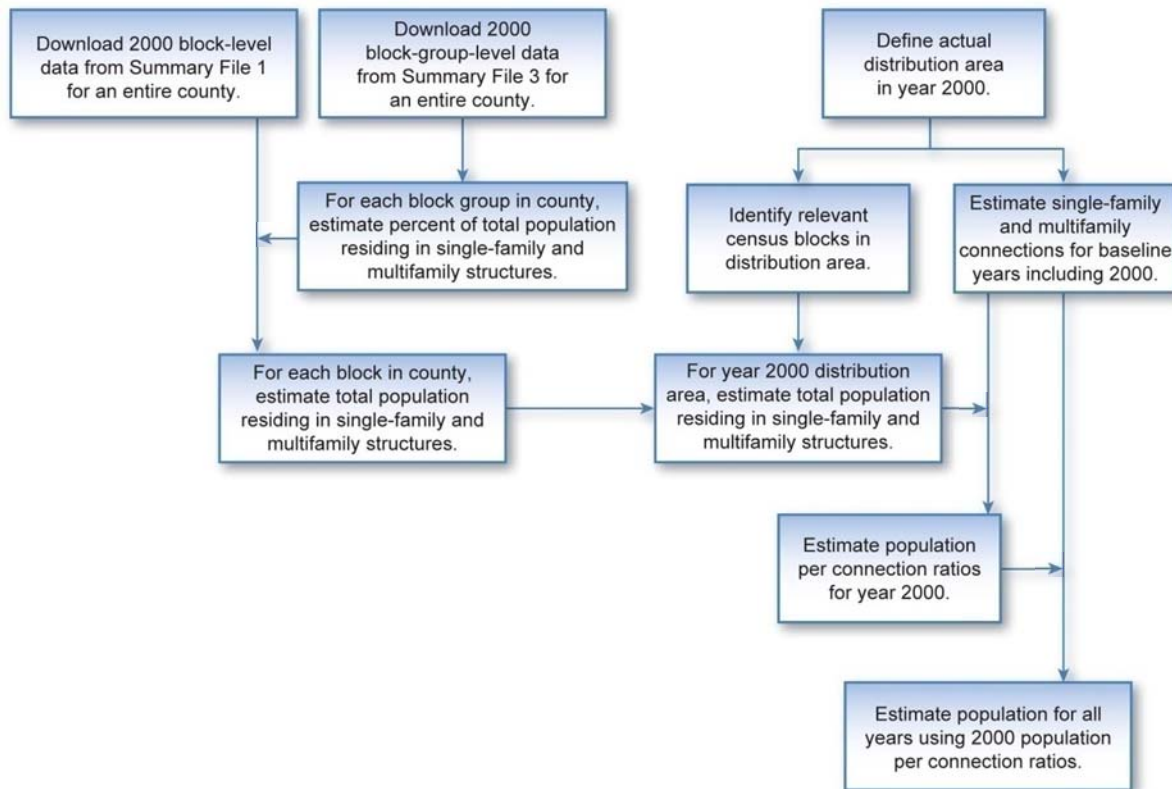 Download 2000 block-level
data from Summary File 1
for an entire county.
Download 2000
block-group-level data
from Summary File 3 for
an entire county.
Define actual
distribution area
in year 2000.
For each block group in county,
estimate percent of total population
residing in single-family and
multifamily structures.
Identify relevant
census blocks in
distribution area.
Estimate single-family
and multifamily
connections for baseline
years including 2000.
For each block in county,
estimate total population
residing in single-family and
multifamily structures.
For year 2000 distribution
area, estimate total population
residing in single-family and
multifamily structures.
Estimate population
per connection ratios
for year 2000.
Estimate population for all
years using 2000 population
per connection ratios.